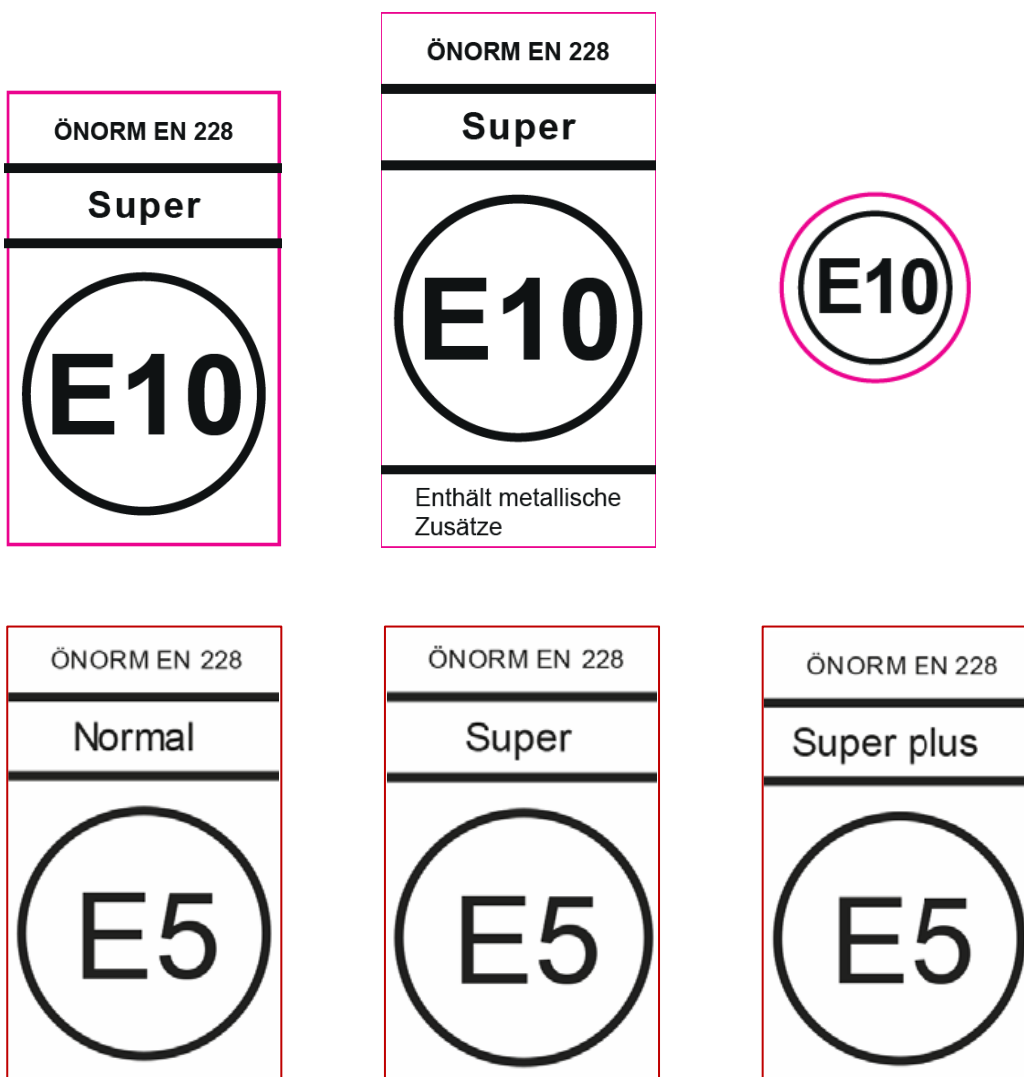 ÖNORM EN 228
Super
E10
ÖNORM EN 228
Super
E10
Enthält metallische
Zusätze
E10
ÖNORM EN 228
Normal
E5
ÖNORM EN 228
Super
E5
ÖNORM EN 228
Super plus
E5